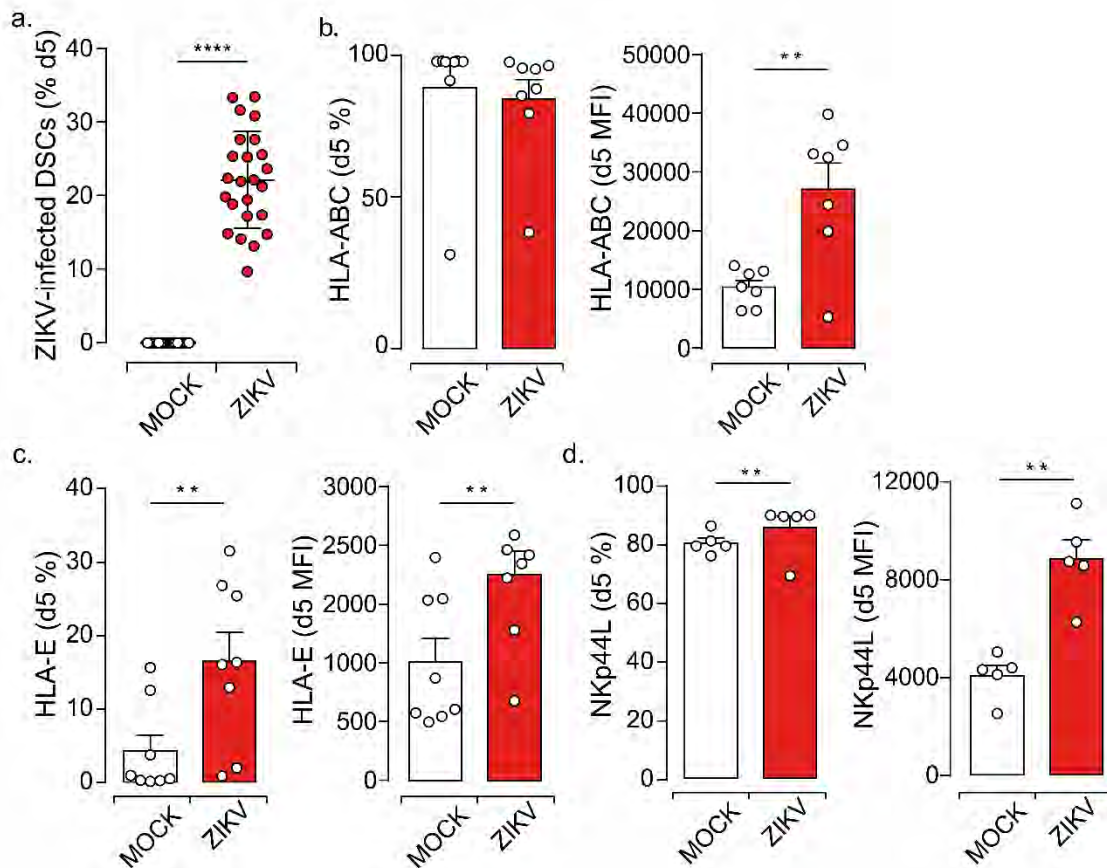 a.
ZIKV-infected DSCs (% d5)
40
30
20
10
0
****
MOCK
ZIKV
b.
HLA-ABC (d5 %)
100
50
0
MOCK
ZIKV
HLA-ABC (d5 MFI)
50000
40000
30000
20000
10000
0
**
MOCK
ZIKV
c.
HLA-E (d5 %)
40
30
20
10
0
**
MOCK
ZIKV
HLA-E (d5 MFI)
3000
2500
2000
1000
500
0
**
MOCK
ZIKV
d.
NKp44L (d5 %)
100
80
60
40
20
0
**
MOCK
ZIKV
NKp44L (d5 MFI)
12000
8000
4000
0
**
MOCK
ZIKV